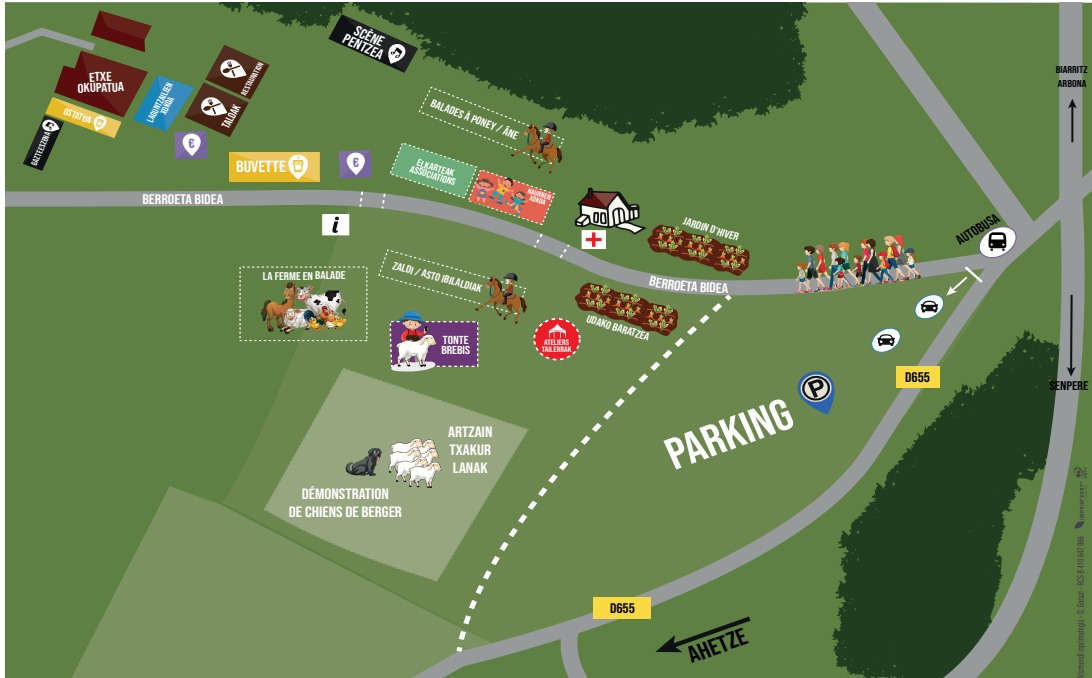 SCÈNE
PENTZEA
ETXE
OKUPATUA
RESTAURATION
TALOAK
LAGUNTZAILEN
XOKOA
OSTATUA
GAZTESZENA
€
BUVETTE
€
BALADES À PONEY / ÂNE
ELKARTEAK
ASSOCIATIONS
HAURREN
XOKOA
BERROETA BIDEA
i
BIARRITZ
ARBONA
AUTOBUSA
JARDIN D'HIVER
BERROETA BIDEA
LA FERME EN BALADE
ZALDI / ASTO IBILALDIAK
UDAKO BARATZEA
TONTE
BREBIS
ATELIERS
TAILERRAK
D655
SENPERE
P
PARKING
ARTZAIN
TXAKUR
LANAK
DÉMONSTRATION
DE CHIENS DE BERGER
D655
AHETZE